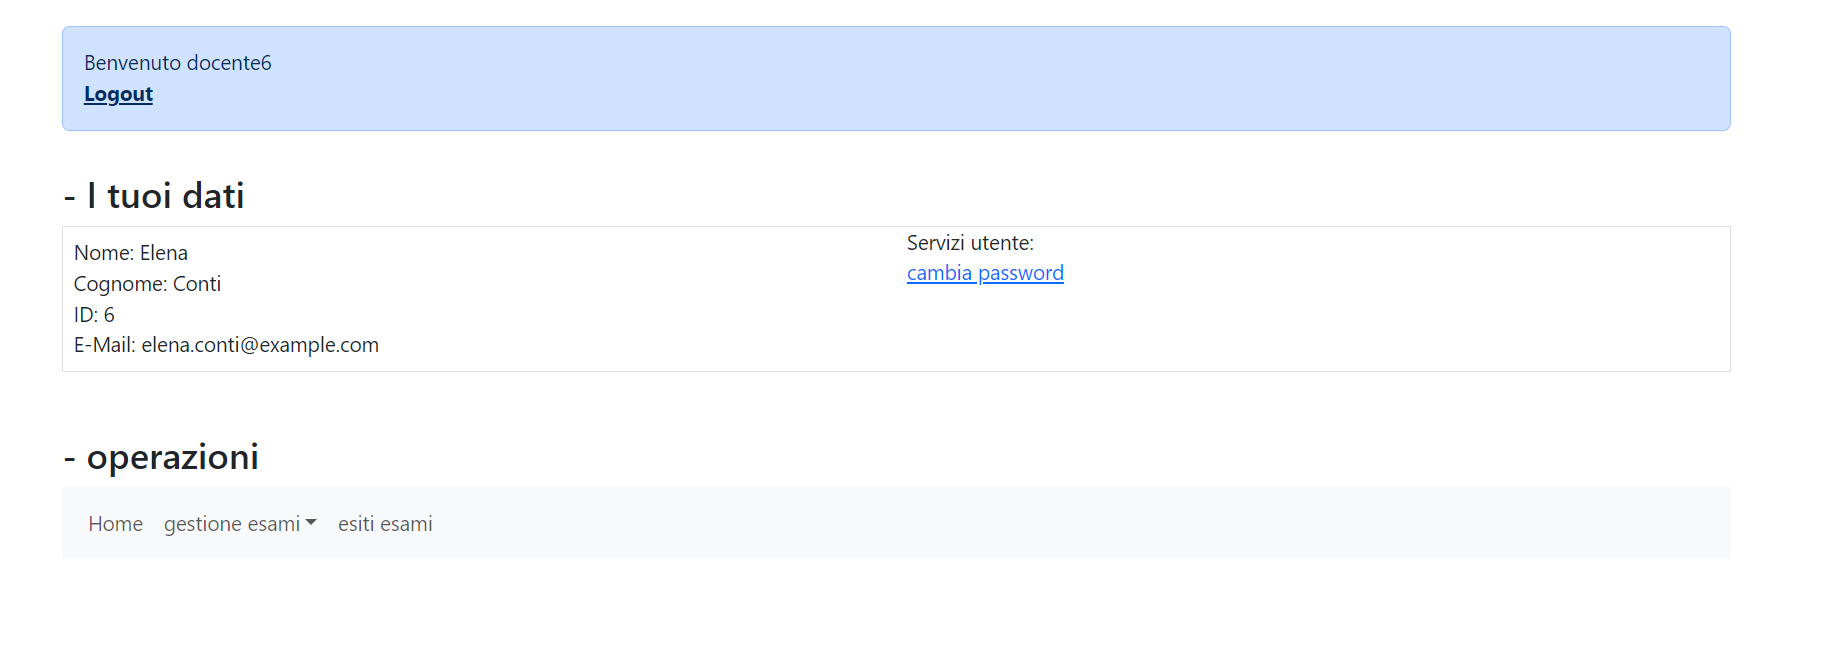 Benvenuto docente6
Logout
- I tuoi dati
Nome: Elena
Cognome: Conti
ID: 6
E-Mail: elena.conti@example.com
Servizi utente:
cambia password
- operazioni
Home gestione esami esiti esami